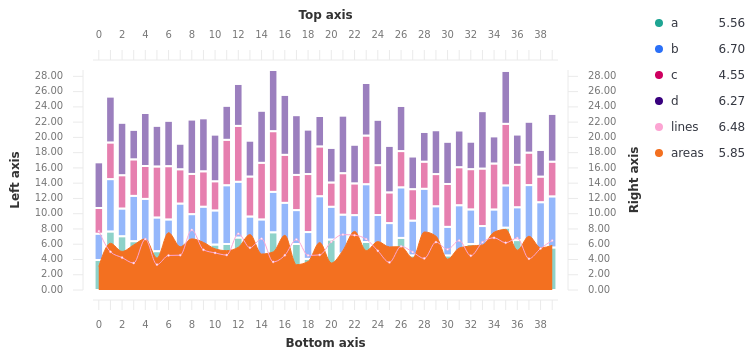 Top axis
0 2 4 6 8 10 12 14 16 18 20 22 24 26 28 30 32 34 36 38
Left axis
28.00 28.00
26.00 26.00
24.00 24.00
22.00 22.00
20.00 20.00
18.00 18.00
16.00 16.00
14.00 14.00
12.00 12.00
10.00 10.00
8.00 8.00
6.00 6.00
4.00 4.00
2.00 2.00
0.00 0.00
Right axis
0 2 4 6 8 10 12 14 16 18 20 22 24 26 28 30 32 34 36 38
Bottom axis
a 5.56
b 6.70
c 4.55
d 6.27
lines 6.48
areas 5.85